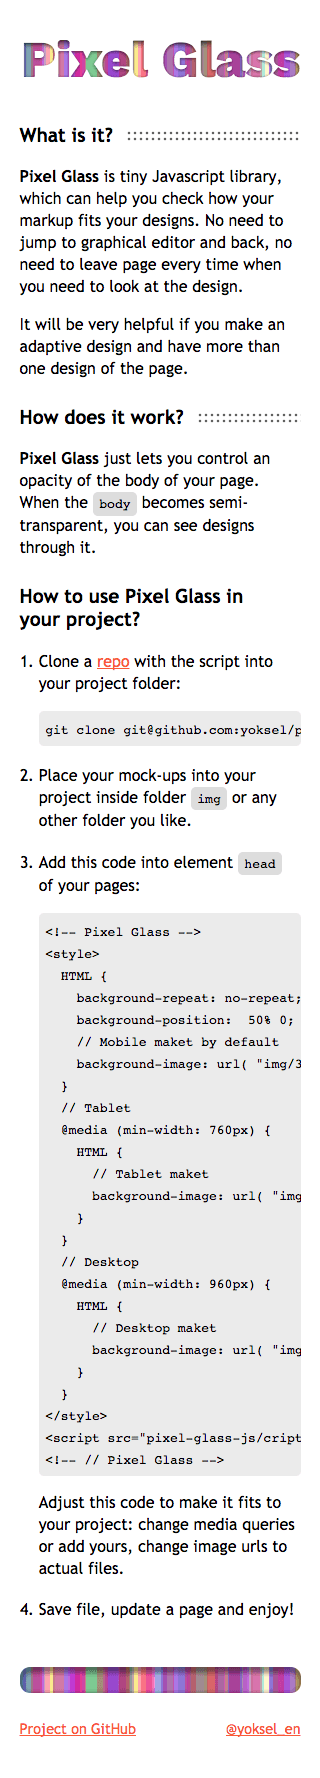 Pixel Glass
What is it?
Pixel Glass is tiny Javascript library,
which can help you check how your
markup fits your designs. No need to
jump to graphical editor and back, no
need to leave page every time when
you need to look at the design.
It will be very helpful if you make an
adaptive design and have more than
one design of the page.
How does it work?
Pixel Glass just lets you control an
opacity of the body of your page.
When the body becomes semi-
transparent, you can see designs
through it.
How to use Pixel Glass in
your project?
1. Clone a repo with the script into
your project folder:
git clone git@github.com:yoksel/p
2. Place your mock-ups into your
project inside folder img or any
other folder you like.
3. Add this code into element head
of your pages:
<!-- Pixel Glass -->
<style>
HTML {
background-repeat: no-repeat;
background-position:  50% 0;
// Mobile maket by default
background-image: url( "img/3
}
// Tablet
@media (min-width: 760px) {
HTML {
// Tablet maket
background-image: url( "img
}
}
// Desktop
@media (min-width: 960px) {
HTML {
// Desktop maket
background-image: url( "img
}
}
</style>
<script src="pixel-glass-js/cript
<!-- // Pixel Glass -->
Adjust this code to make it fits to
your project: change media queries
or add yours, change image urls to
actual files.
4. Save file, update a page and enjoy!
Project on GitHub @yoksel_en